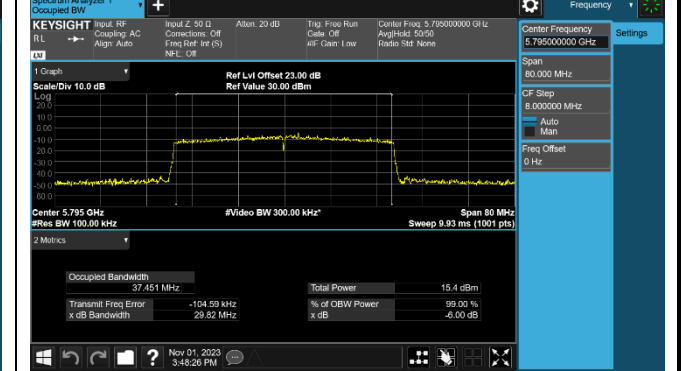 Spectrum Analyzer 1
Occupied BW
+
Frequency
KEYSIGHT Input: RF Input Z: 50 Ω Atten: 20 dB Trig: Free Run Center Freq: 5.795000000 GHz
RL Coupling: AC Corrections: Off Gate: Off Avg|Hold: 50/50
Align: Auto Freq Ref: Int (S) #IF Gain: Low Radio Std: None
NFE: Off
LXI
Center Frequency
5.795000000 GHz
Settings
Span
80.000 MHz
CF Step
8.000000 MHz
Auto
Man
Freq Offset
0 Hz
1 Graph
Ref Lvl Offset 23.00 dB
Scale/Div 10.0 dB Ref Value 30.00 dBm
Log
20.0
10.0
0.00
-10.0
-20.0
-30.0
-40.0
-50.0
-60.0
Center 5.795 GHz #Video BW 300.00 kHz* Span 80 MHz
#Res BW 100.00 kHz Sweep 9.93 ms (1001 pts)
2 Metrics
Occupied Bandwidth
37.451 MHz Total Power 15.4 dBm
Transmit Freq Error -104.59 kHz % of OBW Power 99.00 %
x dB Bandwidth 29.82 MHz x dB -6.00 dB
? Nov 01, 2023
3:48:26 PM